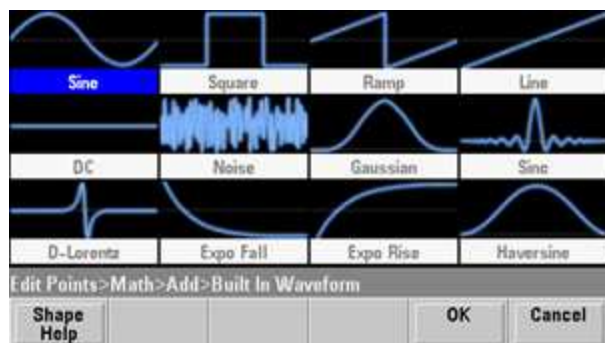 Sine Square Ramp Line
DC Noise Gaussian Sinc
D-Lorentz Expo Fall Expo Rise Haversine
Edit Points>Math>Add>Built In Waveform
Shape Help OK Cancel